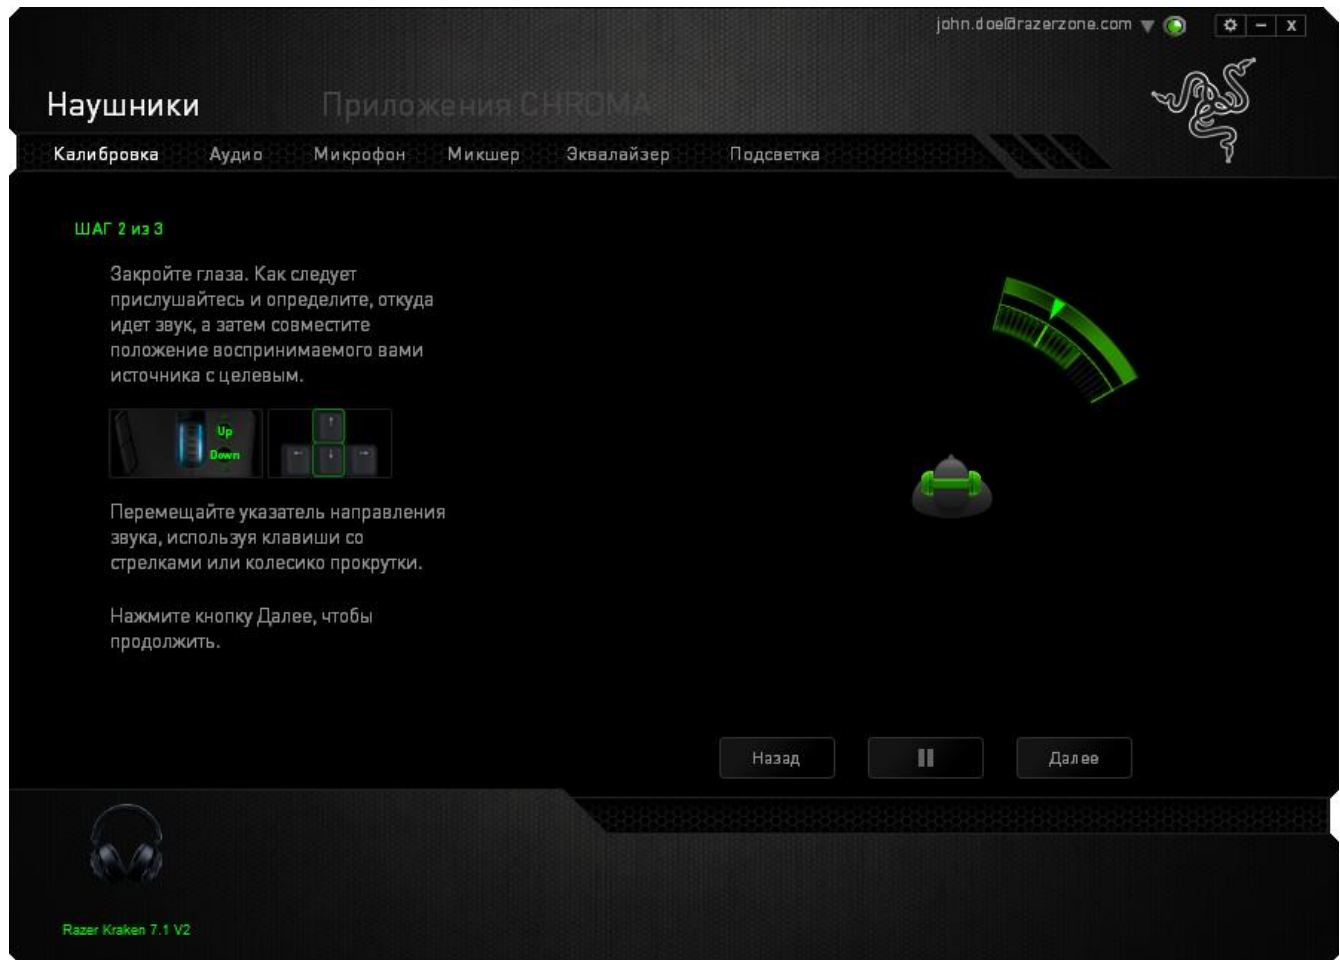 john.doe@razerzone.com
x
Наушники
Приложения CHROMA
Калибровка Аудио Микрофон Микшер Эквалайзер Подсветка
ШАГ 2 из 3
Закройте глаза. Как следует
прислушайтесь и определите, откуда
идет звук, а затем совместите
положение воспринимаемого вами
источника с целевым.
Up
Down
Перемещайте указатель направления
звука, используя клавиши со
стрелками или колесико прокрутки.
Нажмите кнопку Далее, чтобы
продолжить.
Назад
Далее
Razer Kraken 7.1 V2